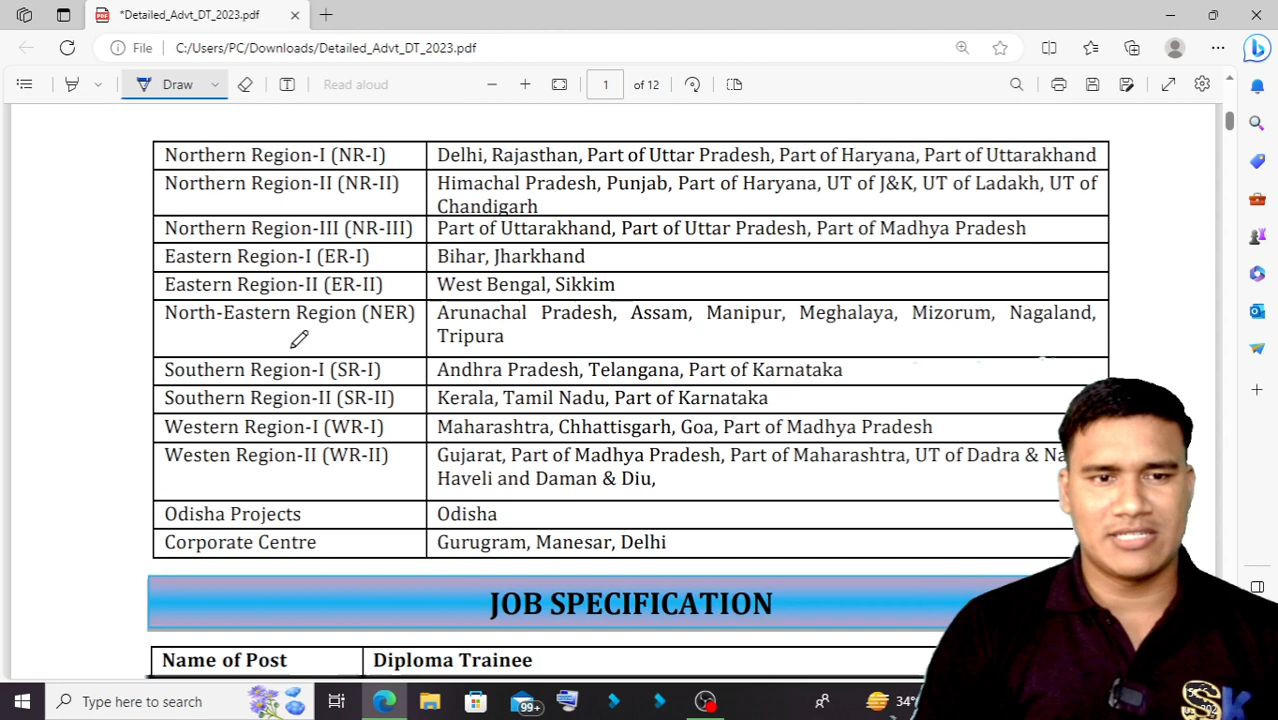 *Detailed_Advt_DT_2023.pdf
File C:/Users/PC/Downloads/Detailed_Advt_DT_2023.pdf
Draw Read aloud 1 of 12
Northern Region-I (NR-I) Delhi, Rajasthan, Part of Uttar Pradesh, Part of Haryana, Part of Uttarakhand
Northern Region-II (NR-II) Himachal Pradesh, Punjab, Part of Haryana, UT of J&K, UT of Ladakh, UT of
Chandigarh
Northern Region-III (NR-III) Part of Uttarakhand, Part of Uttar Pradesh, Part of Madhya Pradesh
Eastern Region-I (ER-I) Bihar, Jharkhand
Eastern Region-II (ER-II) West Bengal, Sikkim
North-Eastern Region (NER) Arunachal Pradesh, Assam, Manipur, Meghalaya, Mizorum, Nagaland,
Tripura
Southern Region-I (SR-I) Andhra Pradesh, Telangana, Part of Karnataka
Southern Region-II (SR-II) Kerala, Tamil Nadu, Part of Karnataka
Western Region-I (WR-I) Maharashtra, Chhattisgarh, Goa, Part of Madhya Pradesh
Westen Region-II (WR-II) Gujarat, Part of Madhya Pradesh, Part of Maharashtra, UT of Dadra &
Haveli and Daman & Diu,
Odisha Projects Odisha
Corporate Centre Gurugram, Manesar, Delhi
JOB SPECIFICATION
Name of Post Diploma Trainee
Type here to search 99+ 34°